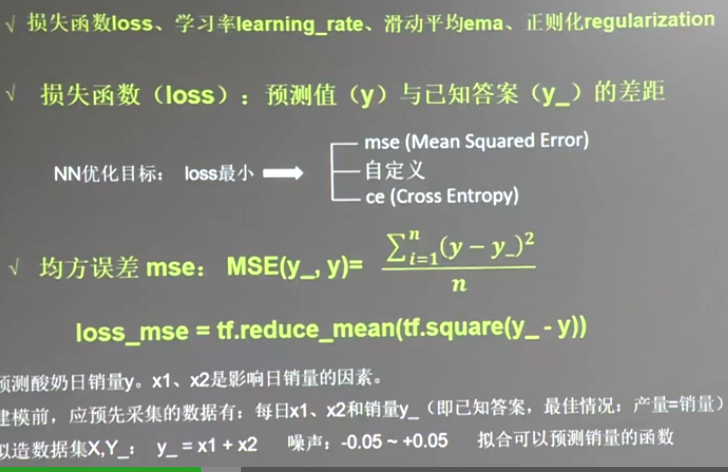 √ 损失函数loss、学习率learning_rate、滑动平均ema、正则化regularization
√ 损失函数（loss）：预测值（y）与已知答案（y_）的差距
mse (Mean Squared Error)
NN优化目标： loss最小
自定义
ce (Cross Entropy)
√ 均方误差 mse： MSE(y_, y)= \frac{\sum_{i=1}^{n}(y-y\_)^2}{n}
loss_mse = tf.reduce_mean(tf.square(y_ - y))
预测酸奶日销量y。x1、x2是影响日销量的因素。
建模前，应预先采集的数据有：每日x1、x2和销量y_（即已知答案，最佳情况：产量=销量）
拟造数据集X,Y_： y_ = x1 + x2 噪声：-0.05 ~ +0.05 拟合可以预测销量的函数